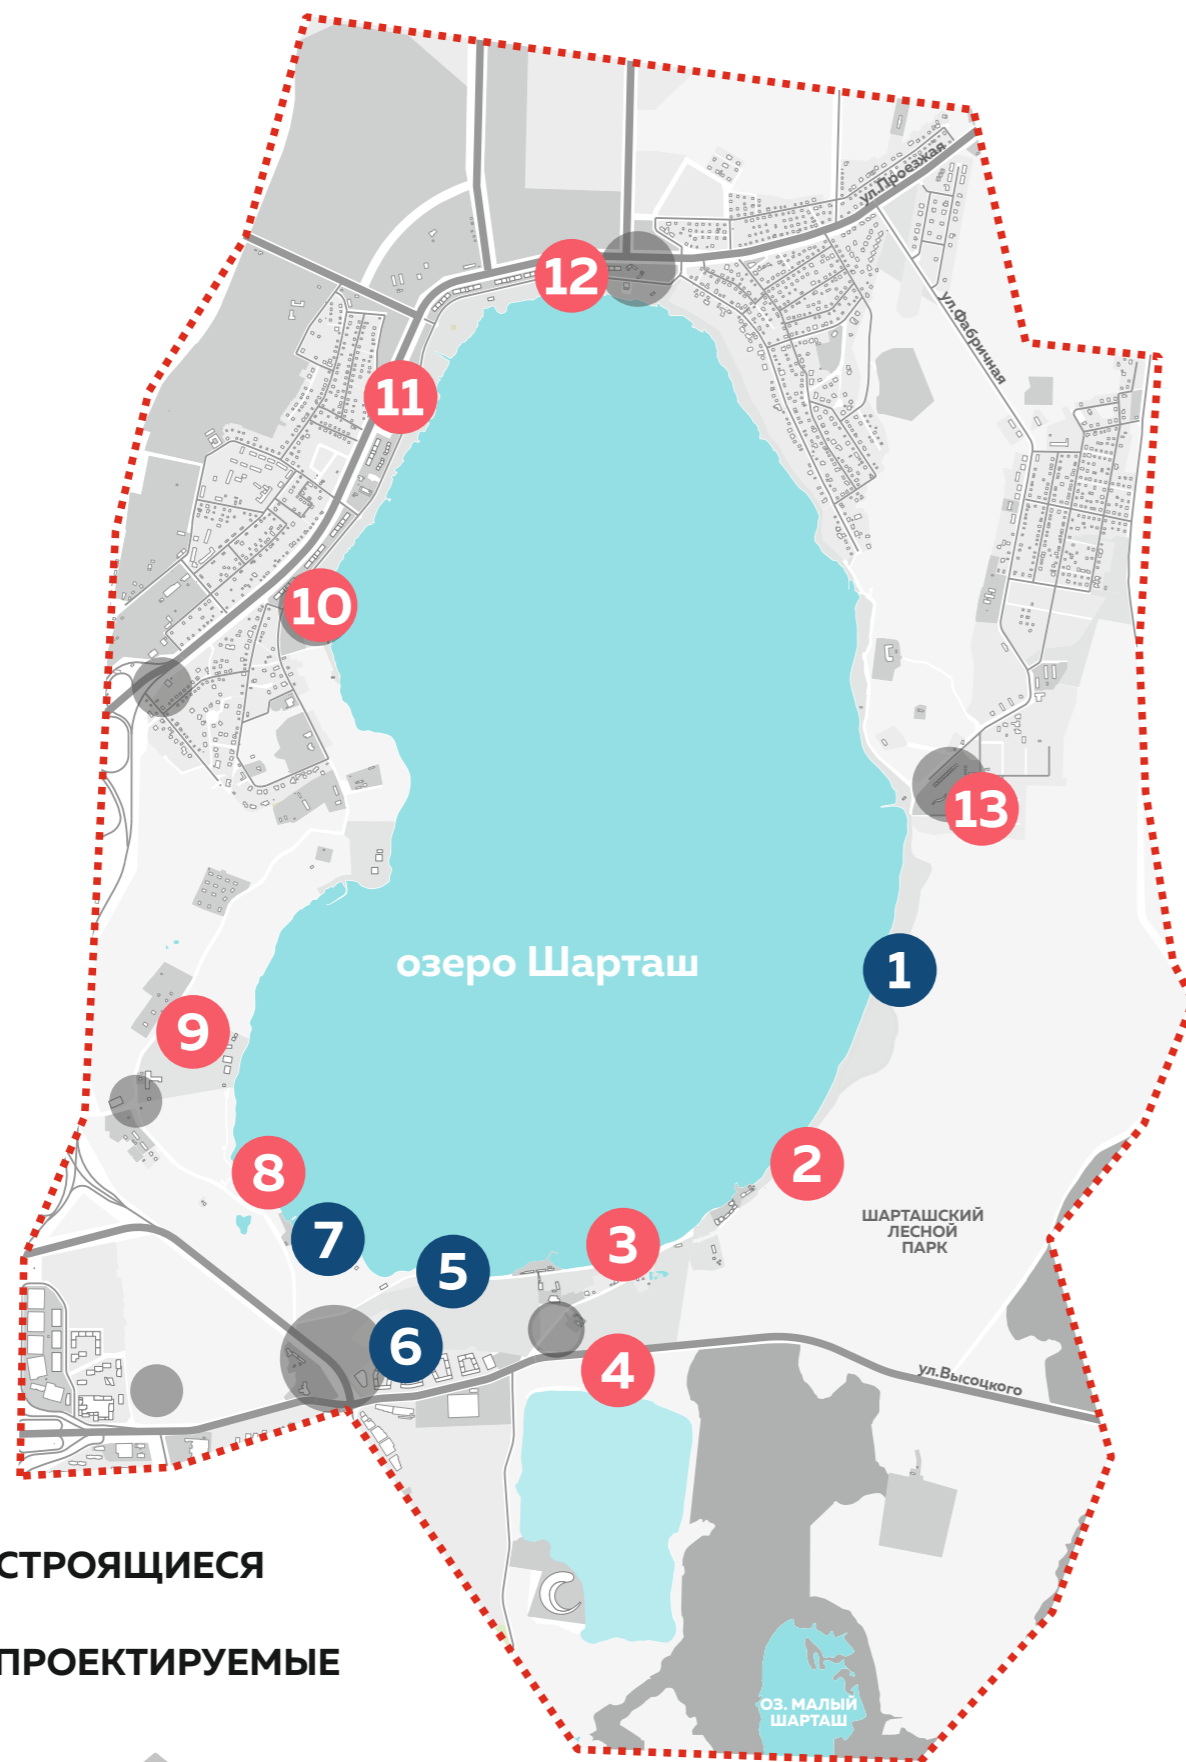 ул.Проезжая
12
ул.Фабричная
11
10
13
озеро Шарташ
1
9
2
8
ШАРТАШСКИЙ
ЛЕСНОЙ
ПАРК
7
3
5
6
4
ул.Высоцкого
СТРОЯЩИЕСЯ
ПРОЕКТИРУЕМЫЕ
ОЗ. МАЛЫЙ
ШАРТАШ